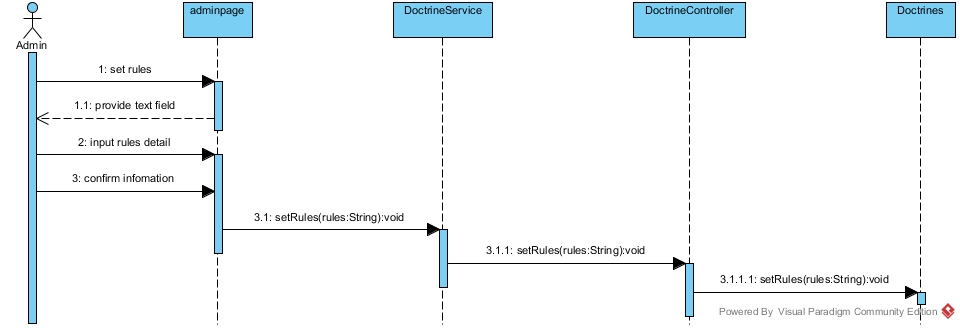 adminpage
DoctrineService
DoctrineController
Doctrines
Admin
1: set rules
1.1: provide text field
2: input rules detail
3: confirm infomation
3.1: setRules(rules:String):void
3.1.1: setRules(rules:String):void
3.1.1.1: setRules(rules:String):void
Powered By Visual Paradigm Community Edition